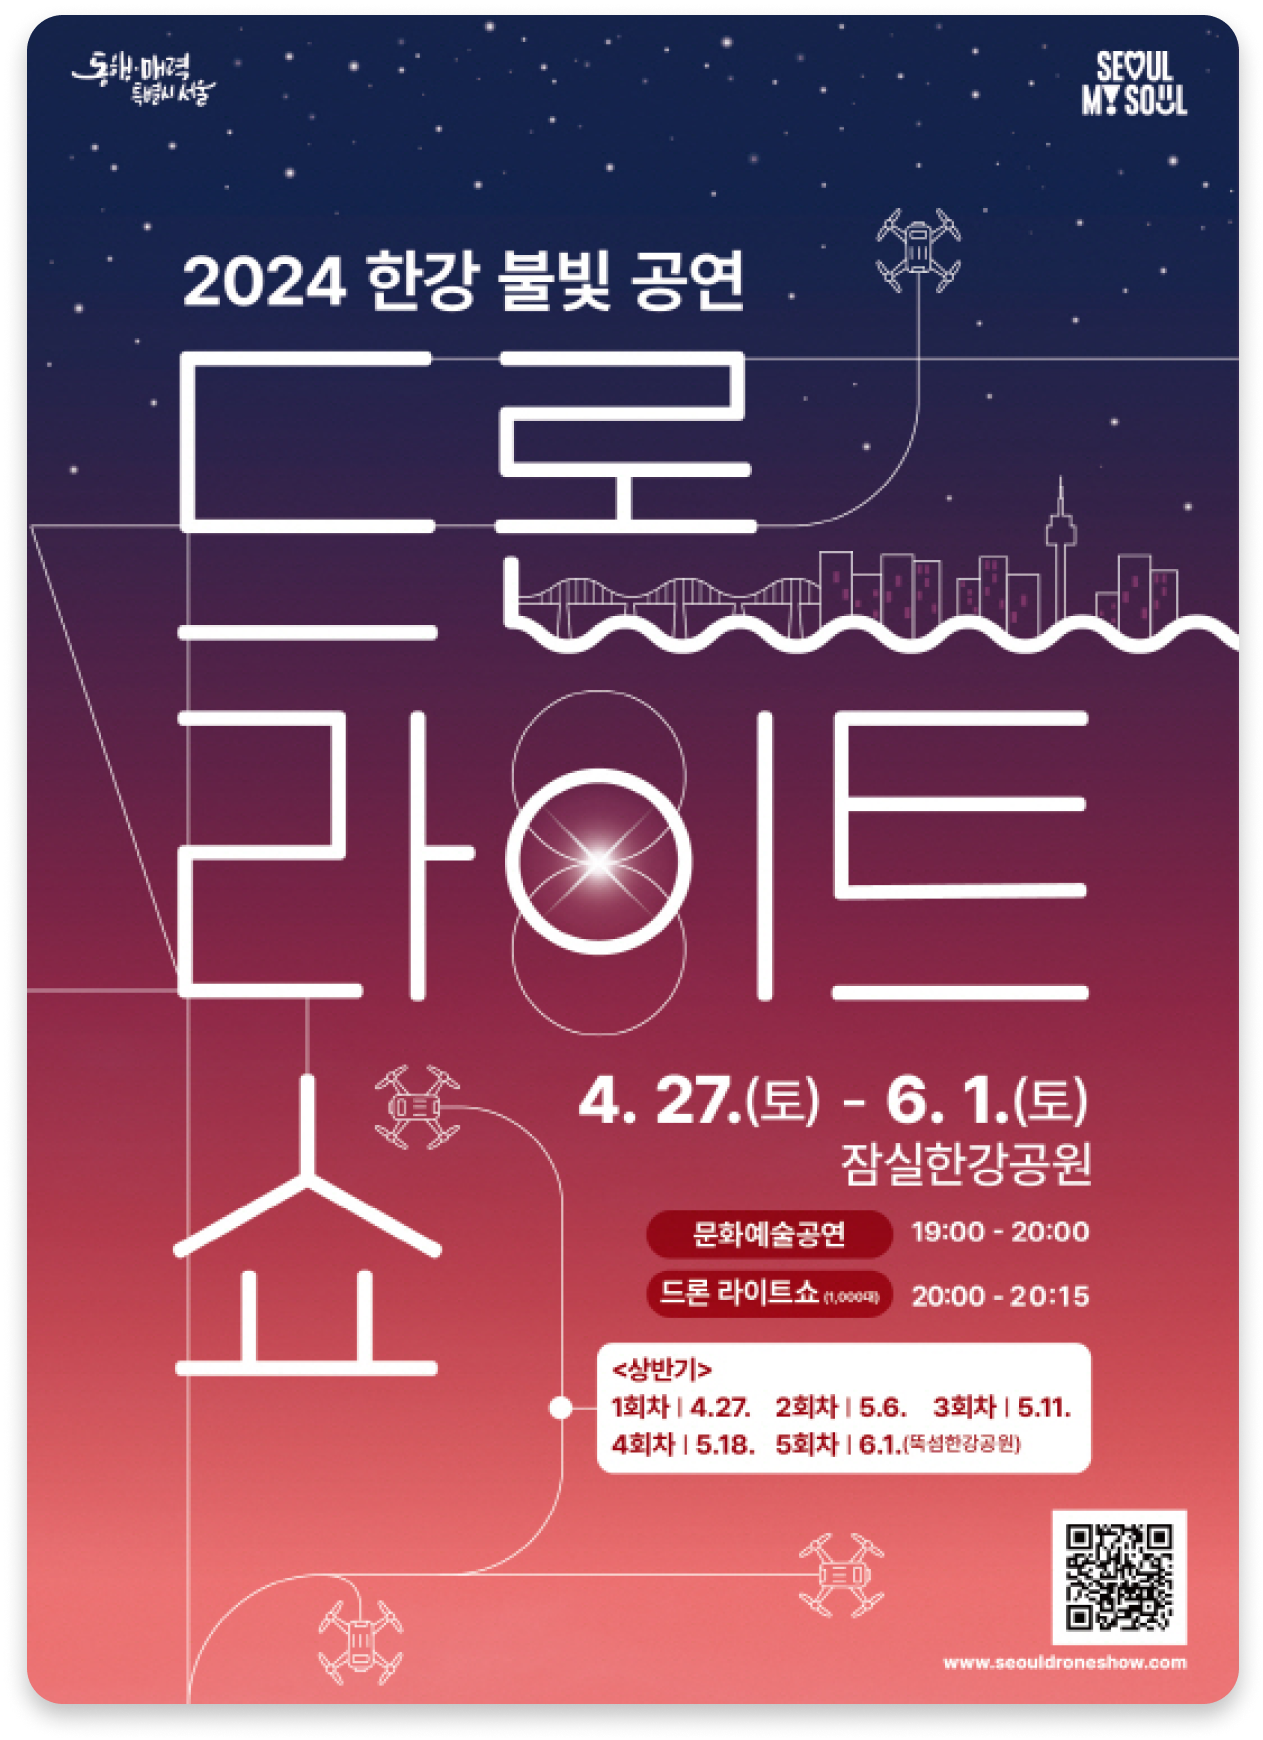 동행·매력
특별시 서울
SEOUL
MY SOUL
2024 한강 불빛 공연
드론
라이트
쇼
4. 27.(토) - 6. 1.(토)
잠실한강공원
문화예술공연 19:00 - 20:00
드론 라이트쇼 (1,000대) 20:00 - 20:15
<상반기>
1회차 | 4.27. 2회차 | 5.6. 3회차 | 5.11.
4회차 | 5.18. 5회차 | 6.1.(뚝섬한강공원)
www.seouldroneshow.com